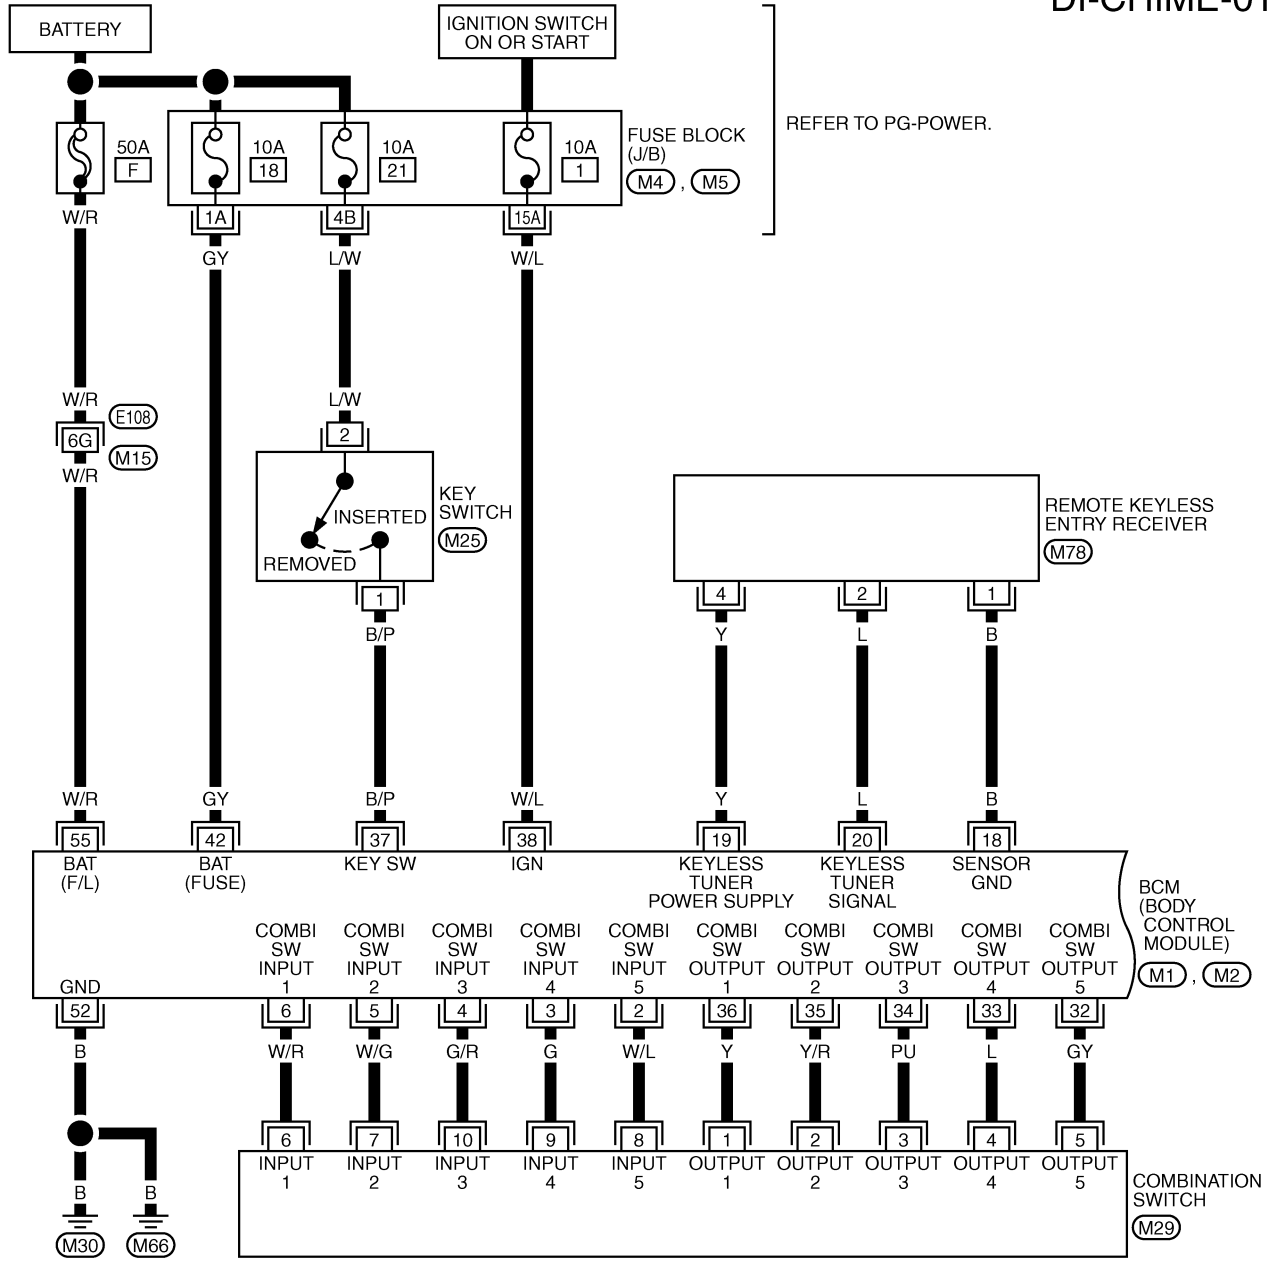 DI-CHIME-01
BATTERY
IGNITION SWITCH
ON OR START
REFER TO PG-POWER.
50A
F
10A
18
10A
21
10A
1
FUSE BLOCK
(J/B)
M4 , M5
W/R
1A
4B
15A
GY
L/W
W/L
W/R
E108
6G
M15
W/R
L/W
2
KEY
SWITCH
M25
INSERTED
REMOVED
1
B/P
REMOTE KEYLESS
ENTRY RECEIVER
M78
4
2
1
Y
L
B
W/R
GY
B/P
W/L
Y
L
B
55
42
37
38
19
20
18
BAT
(F/L)
BAT
(FUSE)
KEY SW
IGN
KEYLESS
TUNER
POWER SUPPLY
KEYLESS
TUNER
SIGNAL
SENSOR
GND
BCM
(BODY
CONTROL
MODULE)
M1 , M2
GND
COMBI
SW
INPUT
1
COMBI
SW
INPUT
2
COMBI
SW
INPUT
3
COMBI
SW
INPUT
4
COMBI
SW
INPUT
5
COMBI
SW
OUTPUT
1
COMBI
SW
OUTPUT
2
COMBI
SW
OUTPUT
3
COMBI
SW
OUTPUT
4
COMBI
SW
OUTPUT
5
52
6
5
4
3
2
36
35
34
33
32
B
W/R
W/G
G/R
G
W/L
Y
Y/R
PU
L
GY
6
7
10
9
8
1
2
3
4
5
INPUT
1
INPUT
2
INPUT
3
INPUT
4
INPUT
5
OUTPUT
1
OUTPUT
2
OUTPUT
3
OUTPUT
4
OUTPUT
5
COMBINATION
SWITCH
M29
B
B
M30
M66